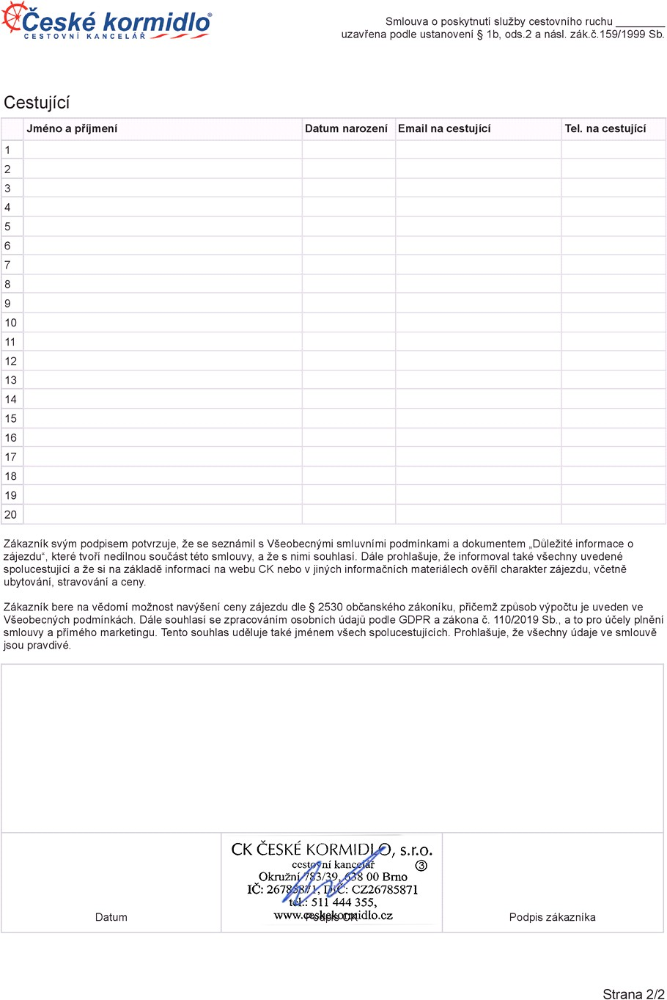 České kormidlo®
CESTOVNÍ KANCELÁŘ
Smlouva o poskytnutí služby cestovního ruchu ________
uzavřena podle ustanovení § 1b, ods.2 a násl. zák.č.159/1999 Sb.
Cestující
Jméno a příjmení Datum narození Email na cestující Tel. na cestující
1
2
3
4
5
6
7
8
9
10
11
12
13
14
15
16
17
18
19
20
Zákazník svým podpisem potvrzuje, že se seznámil s Všeobecnými smluvními podmínkami a dokumentem „Důležité informace o
zájezdu“, které tvoří nedílnou součást této smlouvy, a že s nimi souhlasí. Dále prohlašuje, že informoval také všechny uvedené
spolucestující a že si na základě informací na webu CK nebo v jiných informačních materiálech ověřil charakter zájezdu, včetně
ubytování, stravování a ceny.
Zákazník bere na vědomí možnost navýšení ceny zájezdu dle § 2530 občanského zákoníku, přičemž způsob výpočtu je uveden ve
Všeobecných podmínkách. Dále souhlasí se zpracováním osobních údajů podle GDPR a zákona č. 110/2019 Sb., a to pro účely plnění
smlouvy a přímého marketingu. Tento souhlas uděluje také jménem všech spolucestujících. Prohlašuje, že všechny údaje ve smlouvě
jsou pravdivé.
CK ČESKÉ KORMIDLO, s.r.o.
cestovní kancelář 3
Okružní 783/39, 638 00 Brno
IČ: 26785871, DIČ: CZ26785871
tel.: 511 444 355,
www.ceskekormidlo.cz
Datum Podpis CK Podpis zákazníka
Strana 2/2